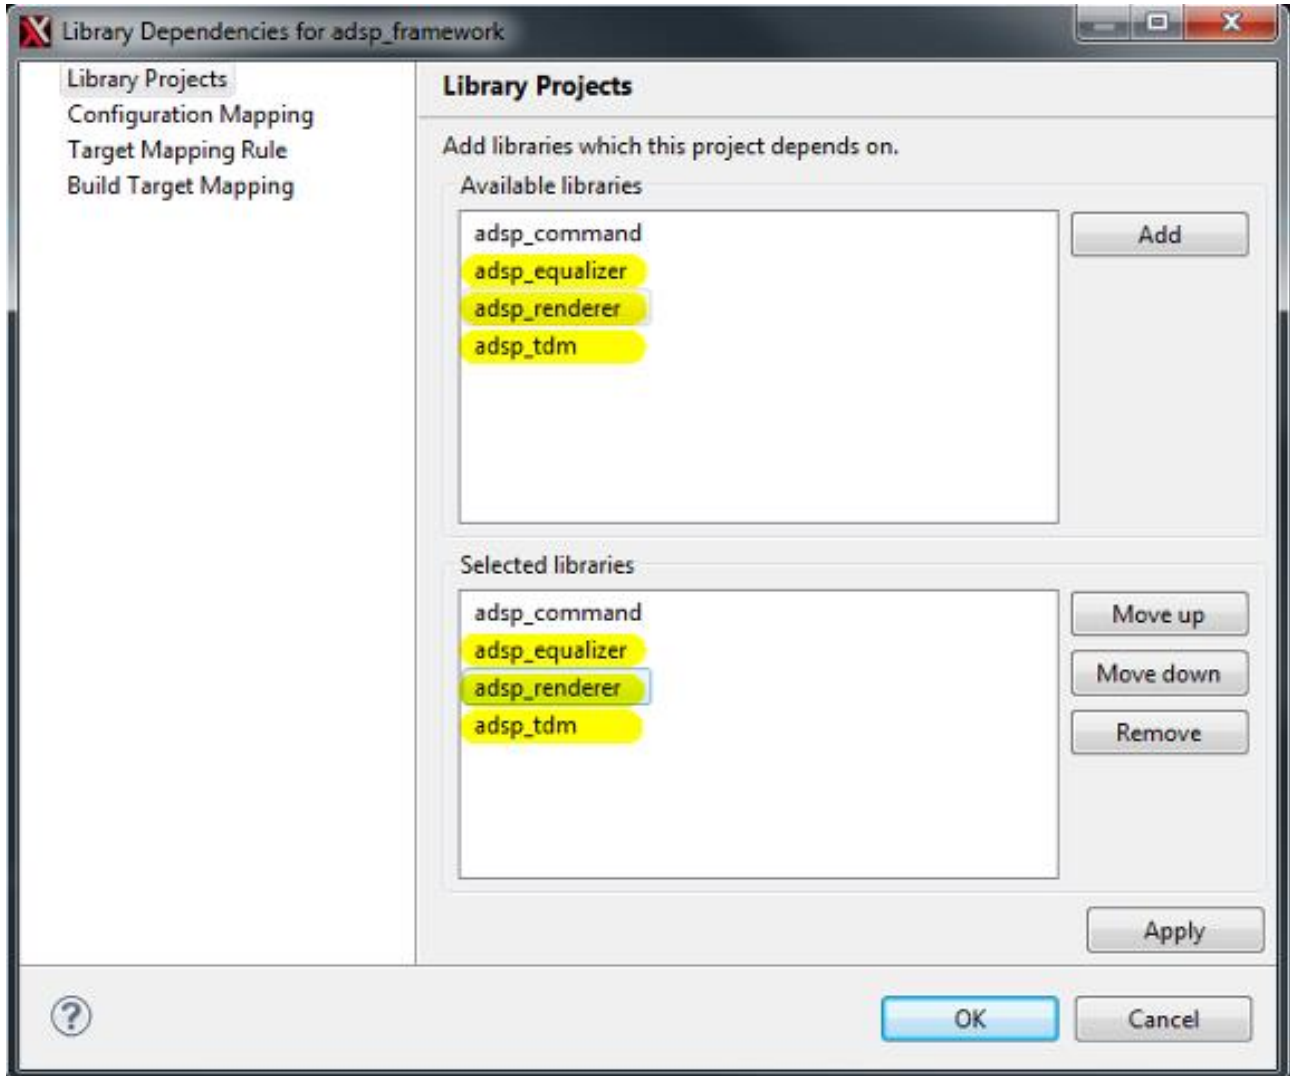 Library Dependencies for adsp_framework
Library Projects
Configuration Mapping
Target Mapping Rule
Build Target Mapping
Library Projects
Add libraries which this project depends on.
Available libraries
adsp_command
adsp_equalizer
adsp_renderer
adsp_tdm
Add
Selected libraries
adsp_command
adsp_equalizer
adsp_renderer
adsp_tdm
Move up
Move down
Remove
Apply
?
OK
Cancel